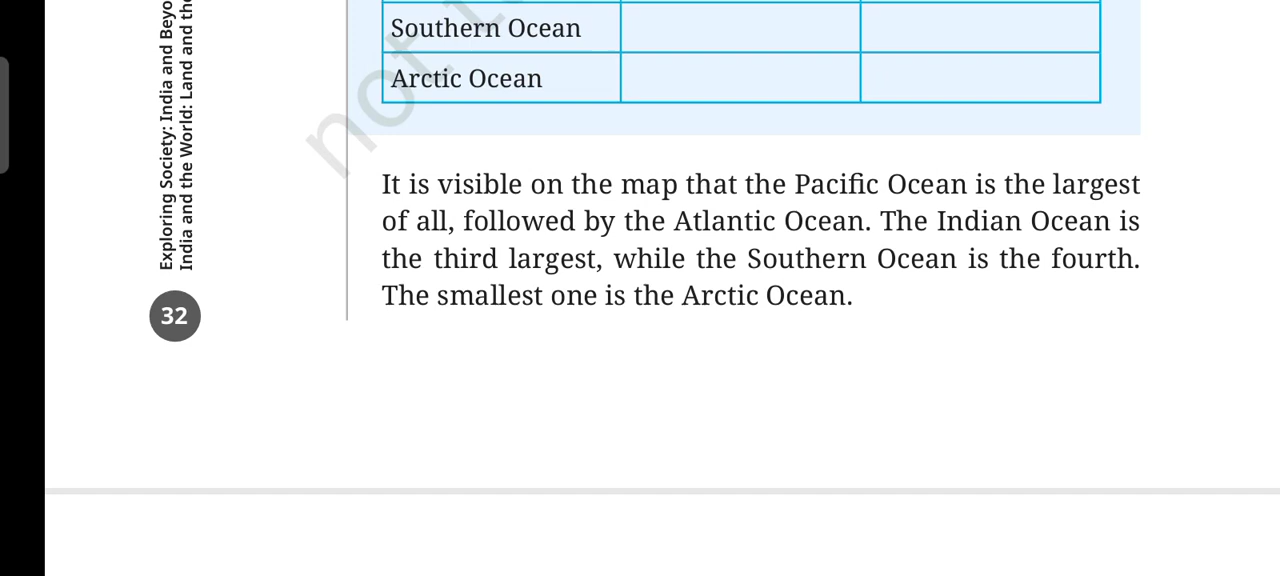 Southern Ocean
Arctic Ocean
It is visible on the map that the Pacific Ocean is the largest
of all, followed by the Atlantic Ocean. The Indian Ocean is
the third largest, while the Southern Ocean is the fourth.
The smallest one is the Arctic Ocean.
Exploring Society: India and
India and the World: Land and
32
not